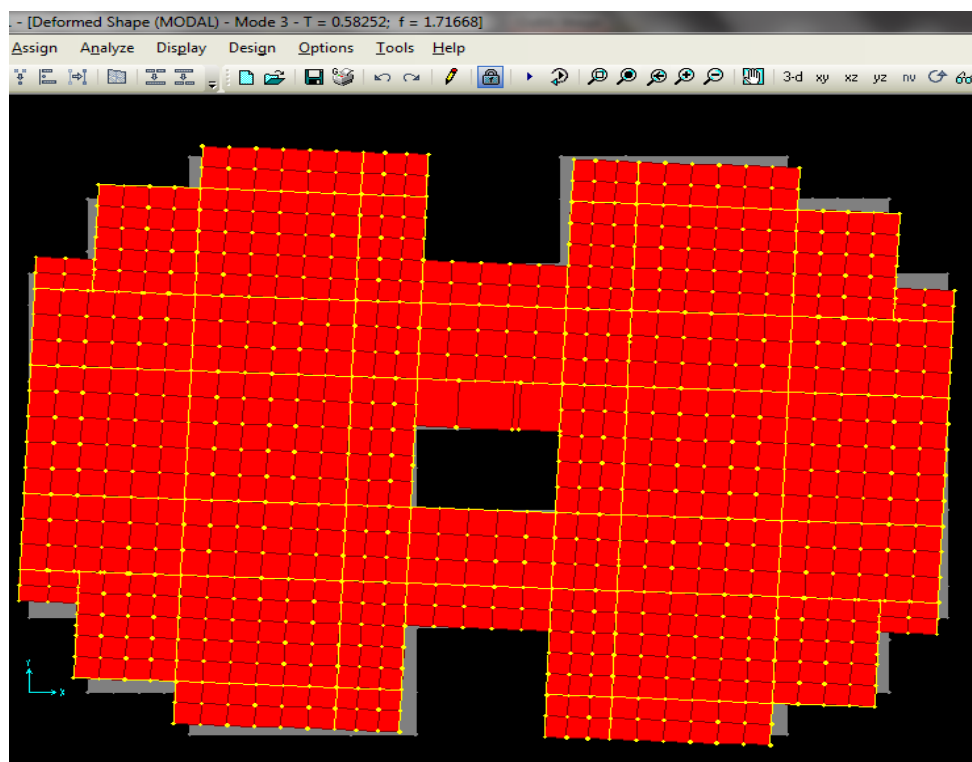 . - [Deformed Shape (MODAL) - Mode 3 - T = 0.58252; f = 1.71668]
Assign Analyze Display Design Options Tools Help
3-d xy xz yz nv
Y
X